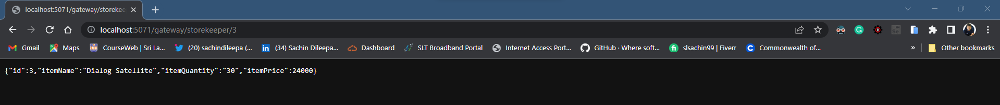 localhost:5071/gateway/storekee
localhost:5071/gateway/storekeeper/3
Gmail Maps CourseWeb | Sri La... (20) sachindileepa (... (34) Sachin Dileepa... Dashboard SLT Broadband Portal Internet Access Port... GitHub · Where soft... slsachin99 | Fiverr Commonwealth of... » Other bookmarks
{"id":3,"itemName":"Dialog Satellite","itemQuantity":"30","itemPrice":24000}